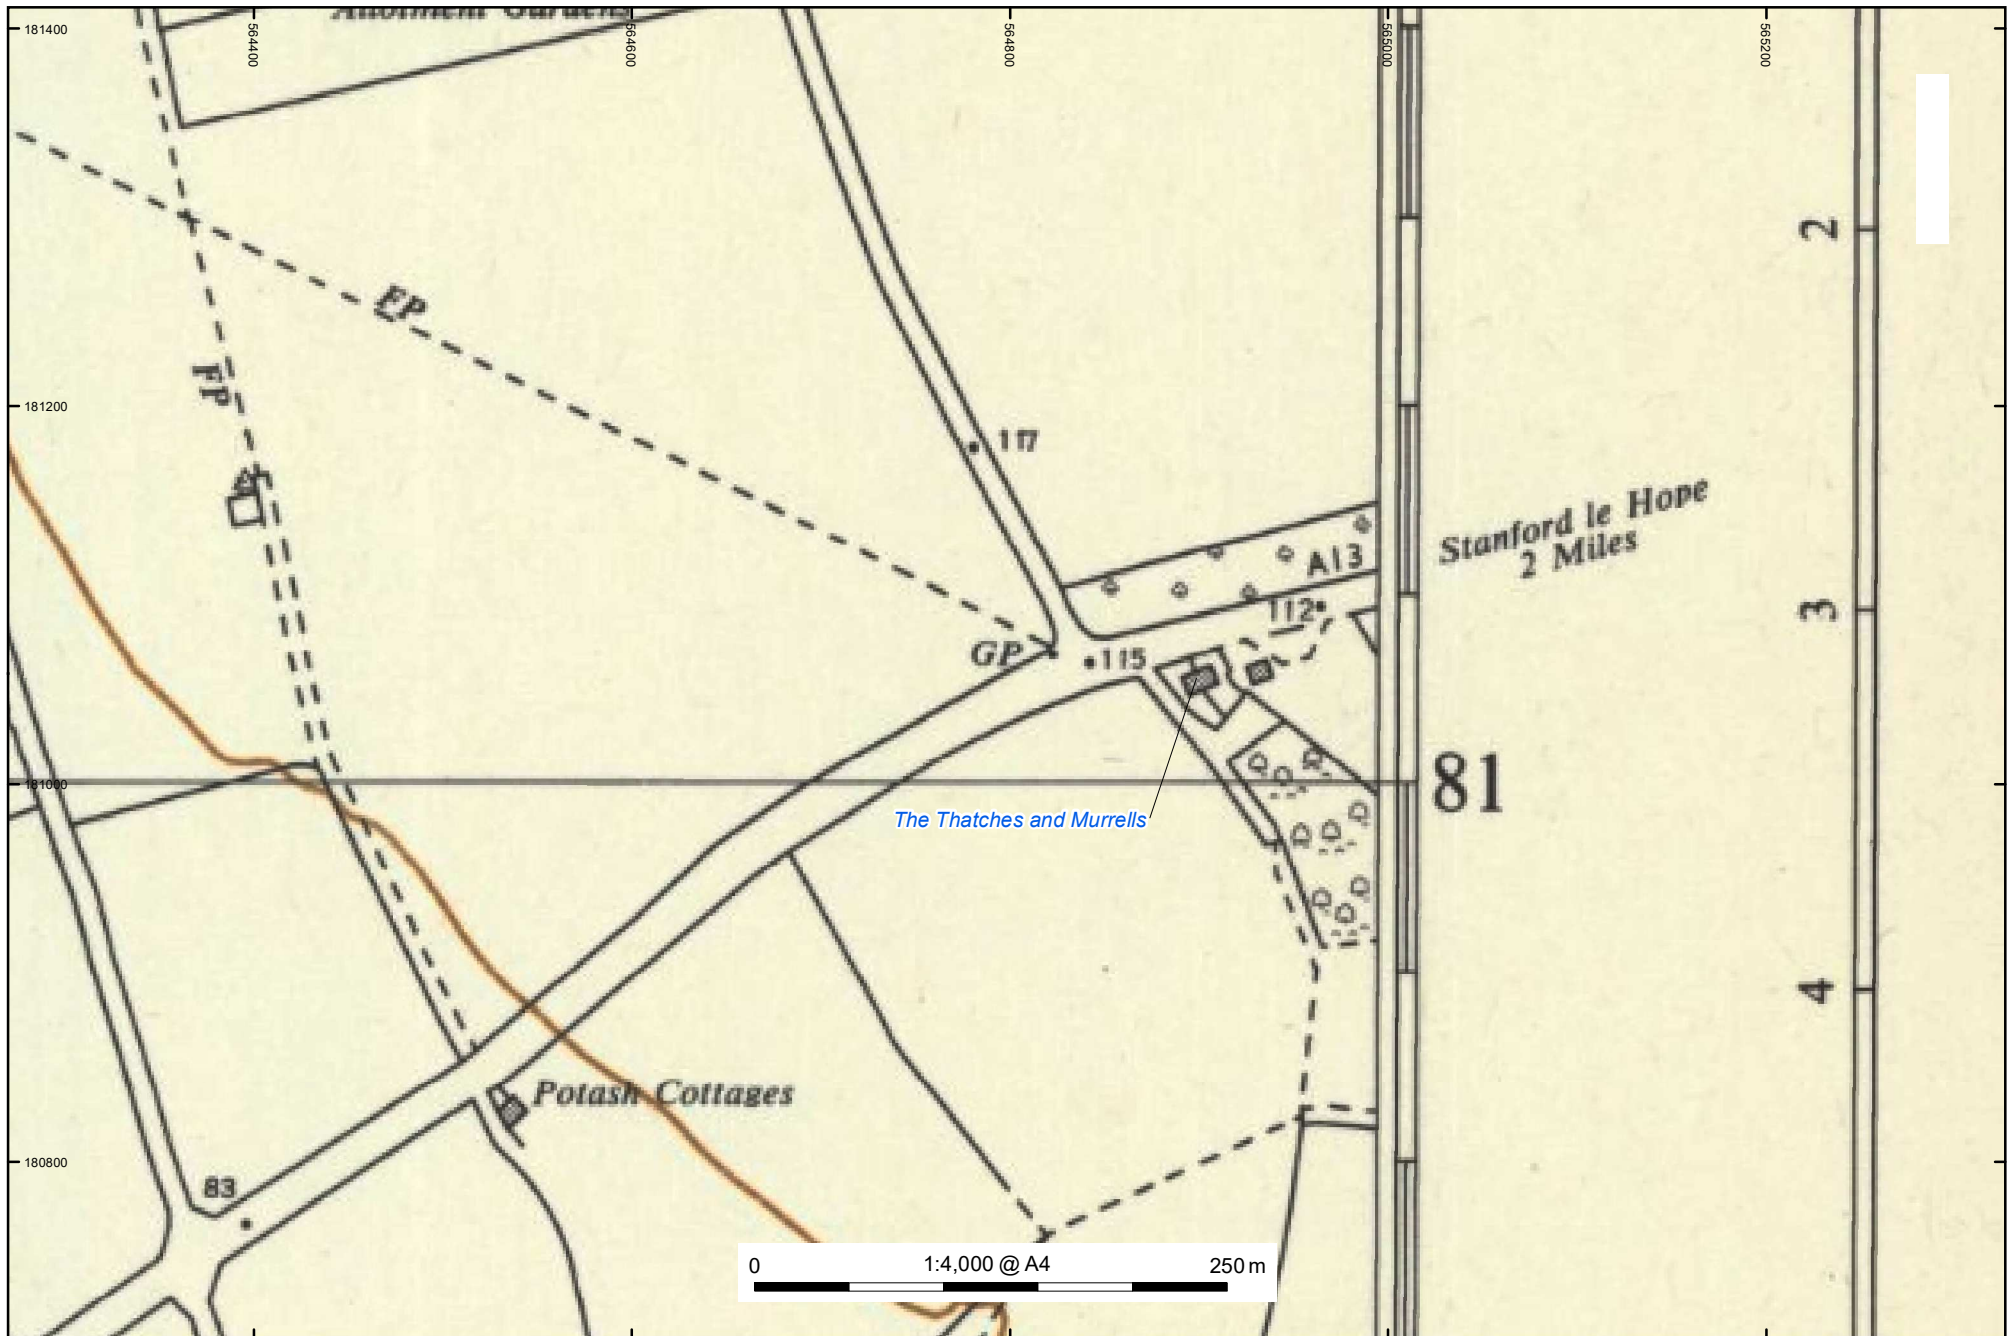 Allotment Gardens
181400
564400
564600
564800
565000
565200
2
FP
FP
181200
117
Stanford le Hope
2 Miles
A13
112
3
GP
115
181000
81
The Thatches and Murrells
4
Potash Cottages
180800
83
0 1:4,000 @ A4 250 m